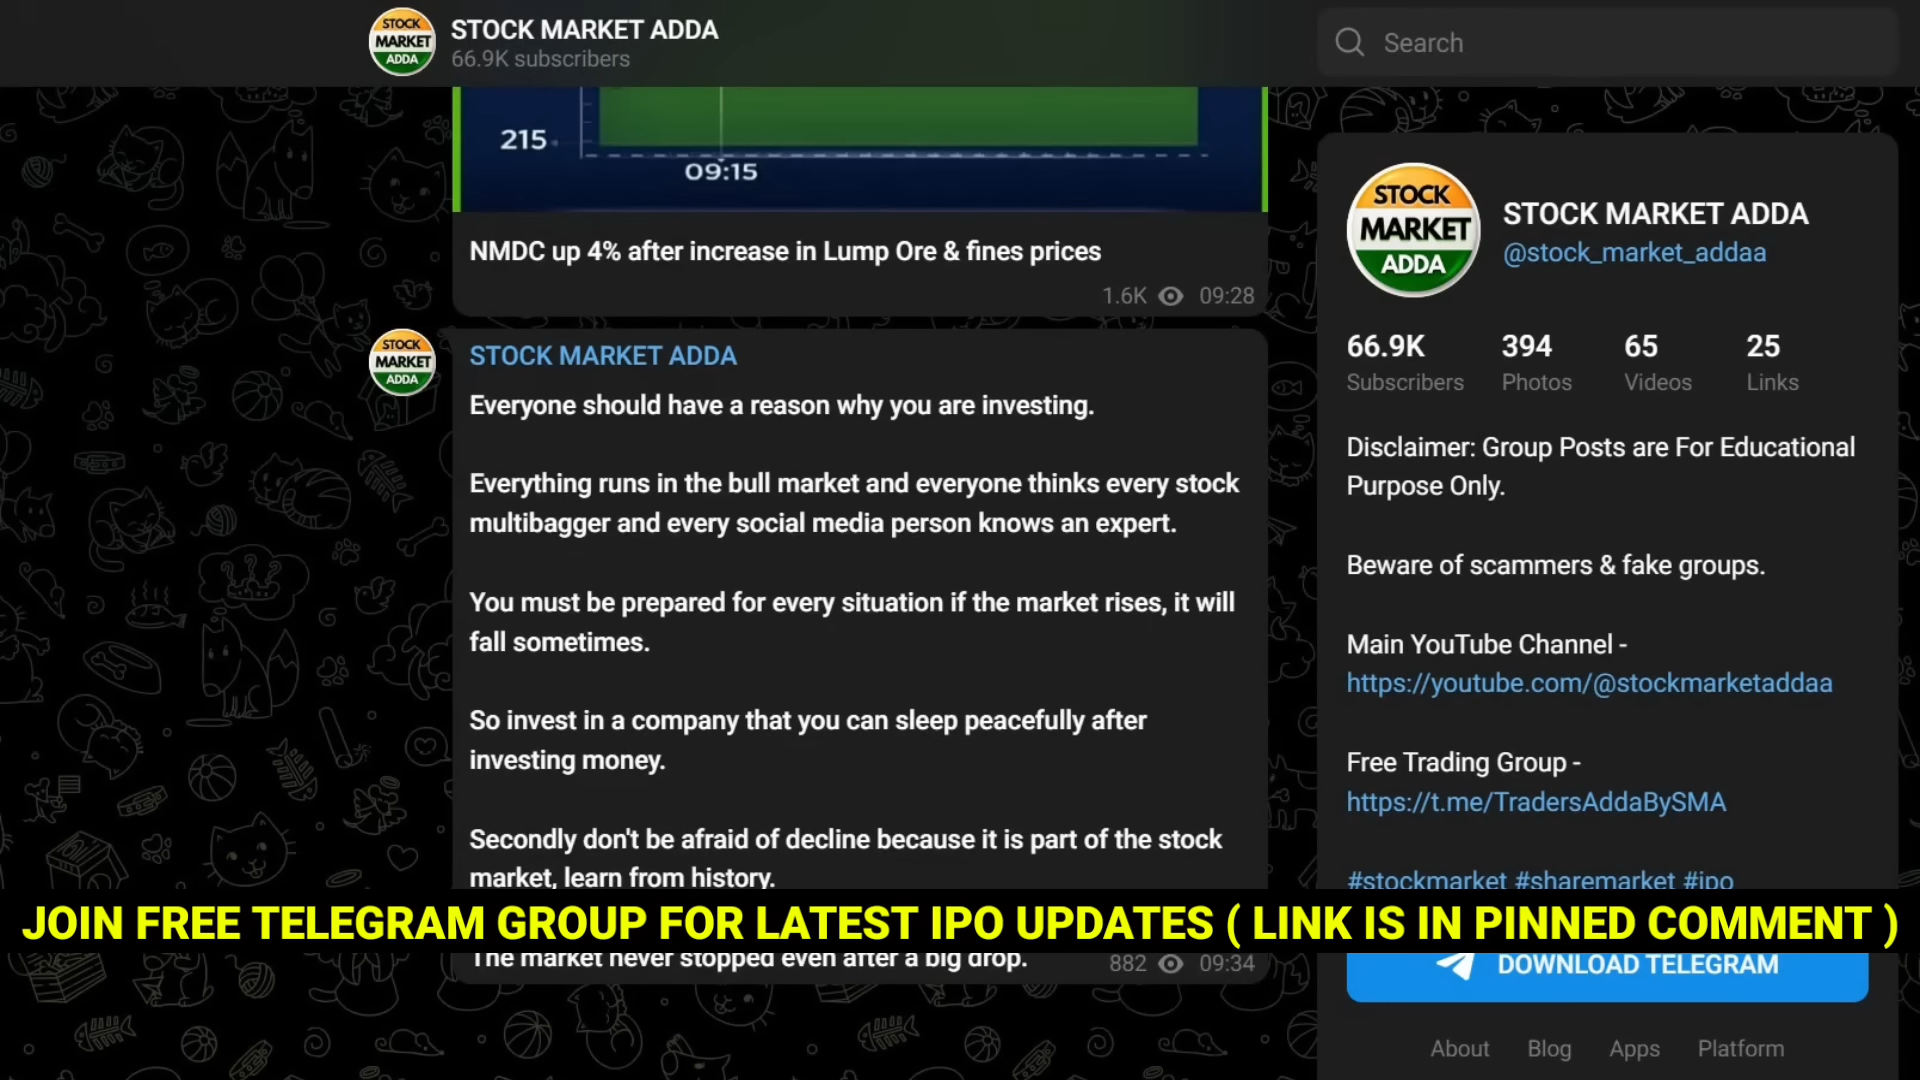 STOCK
MARKET
ADDA
STOCK MARKET ADDA
66.9K subscribers
Search
215
09:15
NMDC up 4% after increase in Lump Ore & fines prices
1.6K 09:28
STOCK
MARKET
ADDA
STOCK MARKET ADDA
Everyone should have a reason why you are investing.
Everything runs in the bull market and everyone thinks every stock
multibagger and every social media person knows an expert.
You must be prepared for every situation if the market rises, it will
fall sometimes.
So invest in a company that you can sleep peacefully after
investing money.
Secondly don't be afraid of decline because it is part of the stock
market, learn from history.
The market never stopped even after a big drop.
882 09:34
STOCK
MARKET
ADDA
STOCK MARKET ADDA
@stock_market_addaa
66.9K 394 65 25
Subscribers Photos Videos Links
Disclaimer: Group Posts are For Educational
Purpose Only.
Beware of scammers & fake groups.
Main YouTube Channel -
https://youtube.com/@stockmarketaddaa
Free Trading Group -
https://t.me/TradersAddaBySMA
#stockmarket #sharemarket #ipo
JOIN FREE TELEGRAM GROUP FOR LATEST IPO UPDATES ( LINK IS IN PINNED COMMENT )
DOWNLOAD TELEGRAM
About Blog Apps Platform